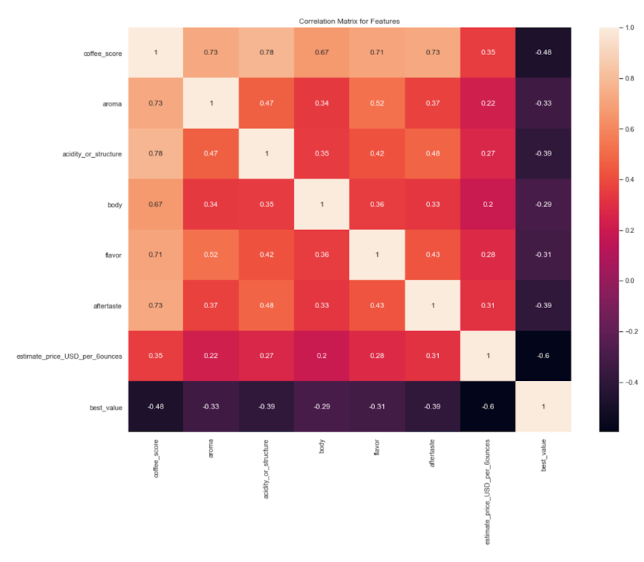 Correlation Matrix for Features
coffee_score 1 0.73 0.78 0.67 0.71 0.73 0.35 -0.48
aroma 0.73 1 0.47 0.34 0.52 0.37 0.22 -0.33
acidity_or_structure 0.78 0.47 1 0.35 0.42 0.48 0.27 -0.39
body 0.67 0.34 0.35 1 0.36 0.33 0.2 -0.29
flavor 0.71 0.52 0.42 0.36 1 0.43 0.28 -0.31
aftertaste 0.73 0.37 0.48 0.33 0.43 1 0.31 -0.39
estimate_price_USD_per_6ounces 0.35 0.22 0.27 0.2 0.28 0.31 1 -0.6
best_value -0.48 -0.33 -0.39 -0.29 -0.31 -0.39 -0.6 1
coffee_score
aroma
acidity_or_structure
body
flavor
aftertaste
estimate_price_USD_per_6ounces
best_value
1.0
0.8
0.6
0.4
0.2
0.0
-0.2
-0.4